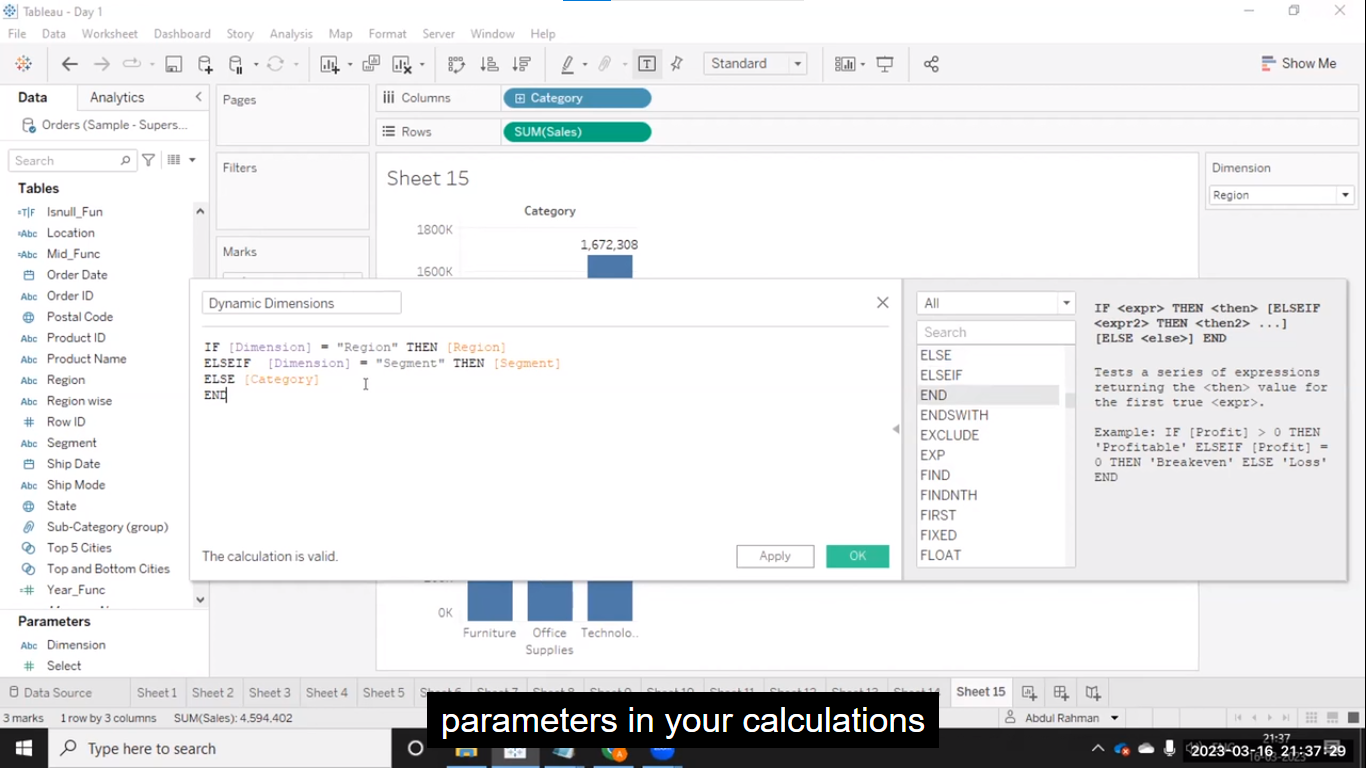 Tableau - Day 1
File Data Worksheet Dashboard Story Analysis Map Format Server Window Help
Standard
Show Me
Data Analytics
Pages
Columns
Category
Orders (Sample - Supers...
Rows
SUM(Sales)
Search
Filters
Sheet 15
Dimension
Region
Tables
Isnull_Fun
Location
Mid_Func
Order Date
Order ID
Postal Code
Product ID
Product Name
Region
Region wise
Row ID
Segment
Ship Date
Ship Mode
State
Sub-Category (group)
Top 5 Cities
Top and Bottom Cities
Year_Func
Marks
Category
1800K
1,672,308
1600K
Dynamic Dimensions
IF [Dimension] = "Region" THEN [Region]
ELSEIF [Dimension] = "Segment" THEN [Segment]
ELSE [Category]
END
The calculation is valid.
Apply
OK
All
Search
ELSE
ELSEIF
END
ENDSWITH
EXCLUDE
EXP
FIND
FINDNTH
FIRST
FIXED
FLOAT
IF <expr> THEN <then> [ELSEIF
<expr2> THEN <then2> ...]
[ELSE <else>] END
Tests a series of expressions
returning the <then> value for
the first true <expr>.
Example: IF [Profit] > 0 THEN
'Profitable' ELSEIF [Profit] =
0 THEN 'Breakeven' ELSE 'Loss'
END
0K
Furniture
Office
Supplies
Technolo..
Parameters
Dimension
Select
Data Source Sheet 1 Sheet 2 Sheet 3 Sheet 4 Sheet 5 Sheet 15
3 marks 1 row by 3 columns SUM(Sales): 4,594,402
Abdul Rahman
parameters in your calculations
Type here to search
21:37
2023-03-16 21:37:29